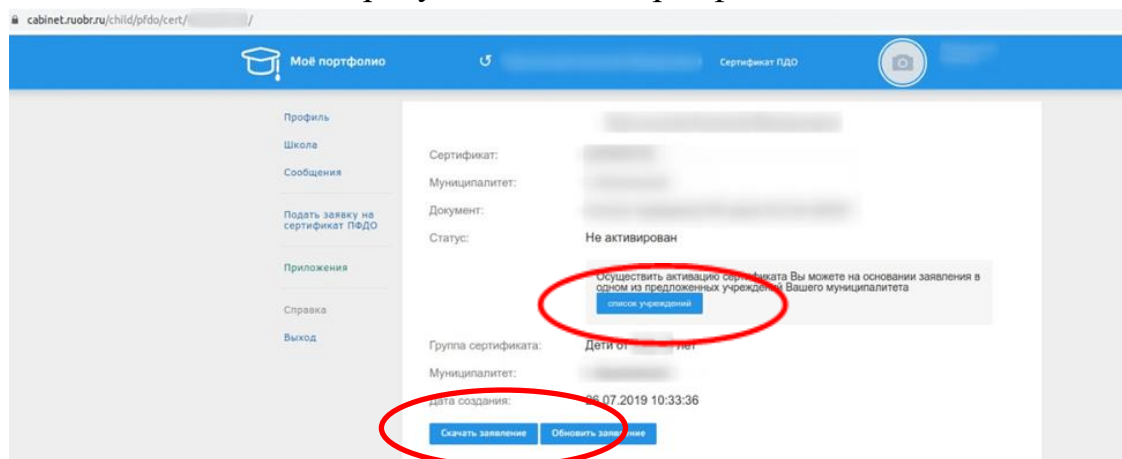 cabinet.ruobr.ru/child/pfdo/cert/ /
Моё портфолио
Сертификат ПДО
Профиль
Школа
Сообщения
Подать заявку на
сертификат ПФДО
Приложения
Справка
Выход
Сертификат:
Муниципалитет:
Документ:
Статус: Не активирован
Осуществить активацию сертификата Вы можете на основании заявления в
одном из предложенных учреждений Вашего муниципалитета
список учреждений
Группа сертификата: Дети от лет
Муниципалитет:
Дата создания: 26.07.2019 10:33:36
Скачать заявление Обновить заявление